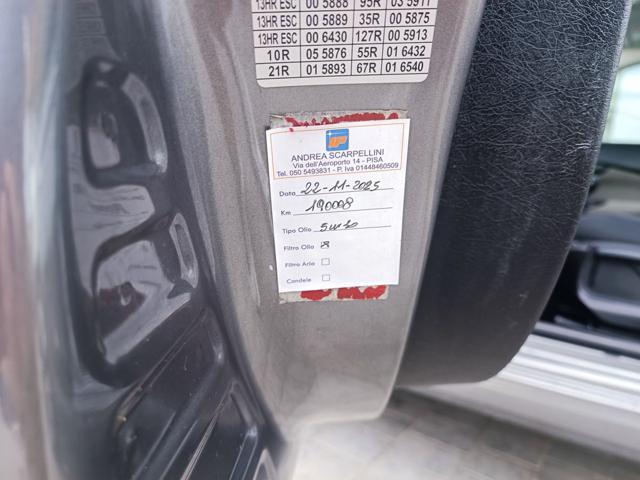 13HR ESC 00 5888 95R 03 5911
13HR ESC 00 5889 35R 00 5875
13HR ESC 00 6430 127R 00 5913
10R 05 5876 55R 01 6432
21R 01 5893 67R 01 6540
IP
ANDREA SCARPELLINI
Via dell'Aeroporto 14 - PISA
Tel. 050 5493831 - P. Iva 01448460509
Data 22-11-2025
Km 190008
Tipo Olio 5W30
Filtro Olio
Filtro Aria
Candele